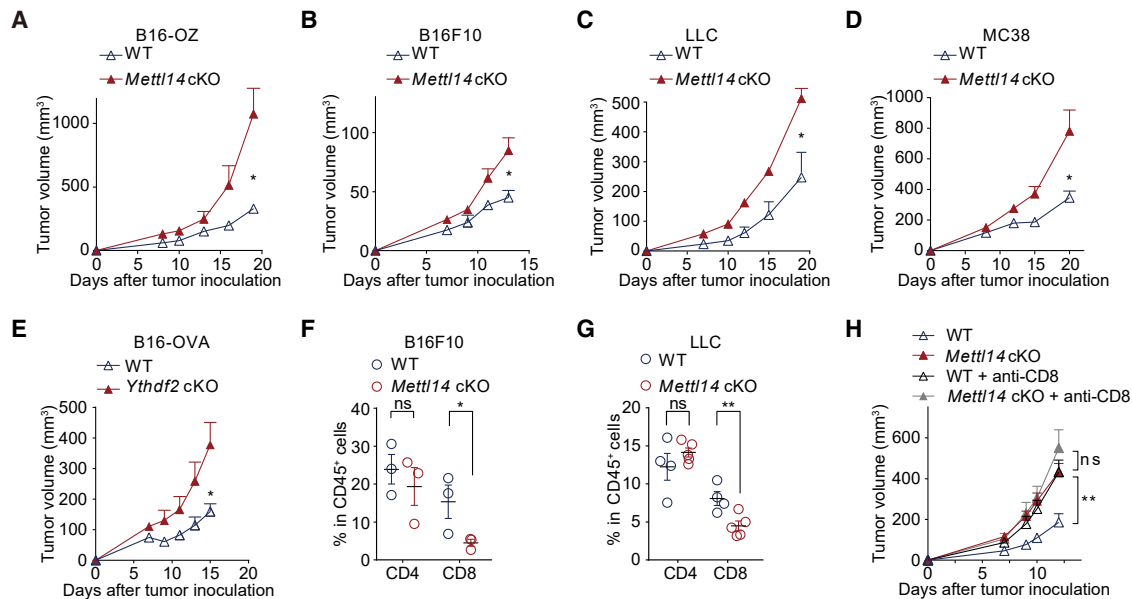 A
B16-OZ
WT
Mettl14 cKO
Tumor volume (mm³)
1000
500
0
0 5 10 15 20
Days after tumor inoculation
*
B
B16F10
WT
Mettl14 cKO
Tumor volume (mm³)
100
50
0
0 5 10 15
Days after tumor inoculation
*
C
LLC
WT
Mettl14 cKO
Tumor volume (mm³)
500
400
300
200
100
0
0 5 10 15 20
Days after tumor inoculation
*
D
MC38
WT
Mettl14 cKO
Tumor volume (mm³)
1000
800
600
400
200
0
0 5 10 15 20
Days after tumor inoculation
*
E
B16-OVA
WT
Ythdf2 cKO
Tumor volume (mm³)
500
400
300
200
100
0
0 5 10 15
Days after tumor inoculation
*
F
B16F10
WT
Mettl14 cKO
% in CD45⁺ cells
40
30
20
10
0
ns
*
CD4 CD8
G
LLC
WT
Mettl14 cKO
% in CD45⁺ cells
20
15
10
5
0
ns
**
CD4 CD8
H
WT
Mettl14 cKO
WT + anti-CD8
Mettl14 cKO + anti-CD8
Tumor volume (mm³)
600
400
200
0
0 5 10
Days after tumor inoculation
ns
**